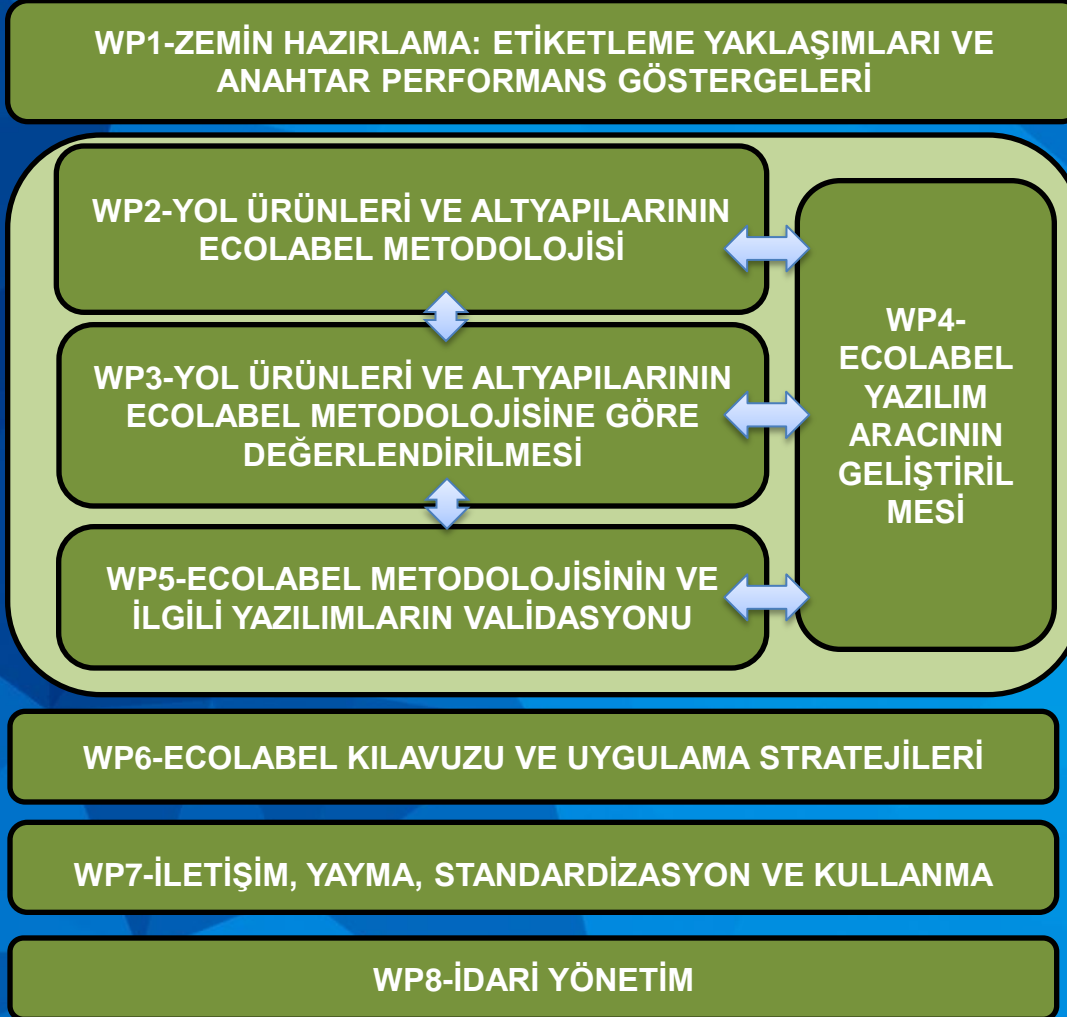 WP1-ZEMİN HAZIRLAMA: ETİKETLEME YAKLAŞIMLARI VE
ANAHTAR PERFORMANS GÖSTERGELERİ
WP2-YOL ÜRÜNLERİ VE ALTYAPILARININ
ECOLABEL METODOLOJİSİ
WP3-YOL ÜRÜNLERİ VE ALTYAPILARININ
ECOLABEL METODOLOJİSİNE GÖRE
DEĞERLENDİRİLMESİ
WP5-ECOLABEL METODOLOJİSİNİN VE
İLGİLİ YAZILIMLARIN VALİDASYONU
WP4-
ECOLABEL
YAZILIM
ARACININ
GELİŞTİRİL
MESİ
WP6-ECOLABEL KILAVUZU VE UYGULAMA STRATEJİLERİ
WP7-İLETİŞİM, YAYMA, STANDARDİZASYON VE KULLANMA
WP8-İDARİ YÖNETİM